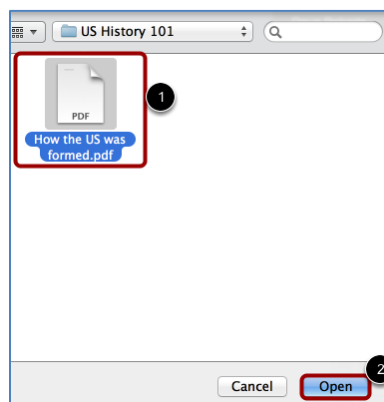 US History 101
1
PDF
How the US was
formed.pdf
2
Cancel
Open